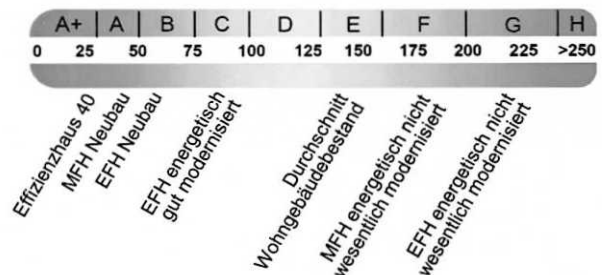 A+ A B C D E F G H
0 25 50 75 100 125 150 175 200 225 >250
Effizienzhaus 40
MFH Neubau
EFH Neubau
EFH energetisch
gut modernisiert
Durchschnitt
Wohngebäudebestand
MFH energetisch nicht
wesentlich modernisiert
EFH energetisch nicht
wesentlich modernisiert